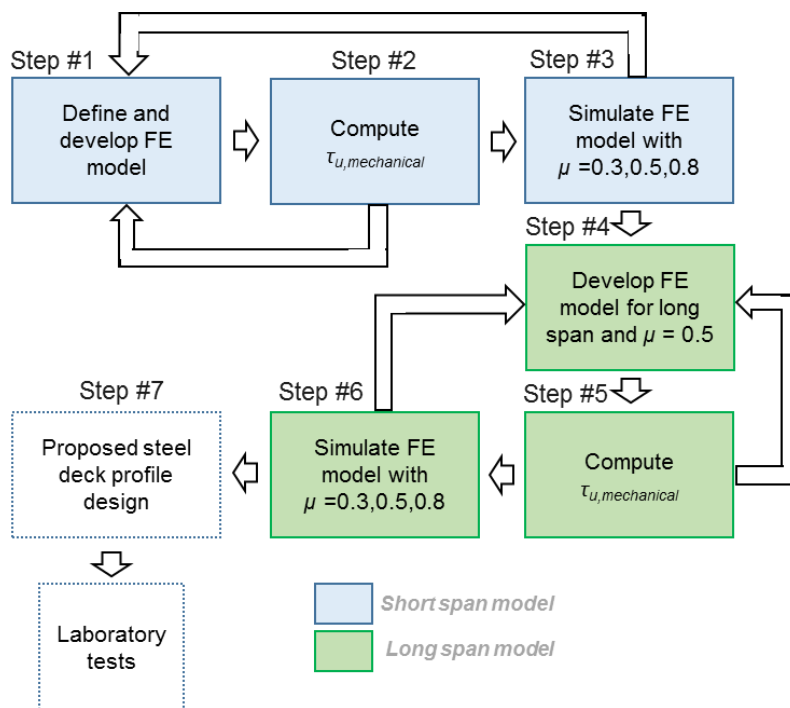 Step #1
Define and
develop FE
model
Step #2
Compute
τu,mechanical
Step #3
Simulate FE
model with
μ =0.3,0.5,0.8
Step #4
Develop FE
model for long
span and μ = 0.5
Step #5
Compute
τu,mechanical
Step #6
Simulate FE
model with
μ =0.3,0.5,0.8
Step #7
Proposed steel
deck profile
design
Laboratory
tests
Short span model
Long span model